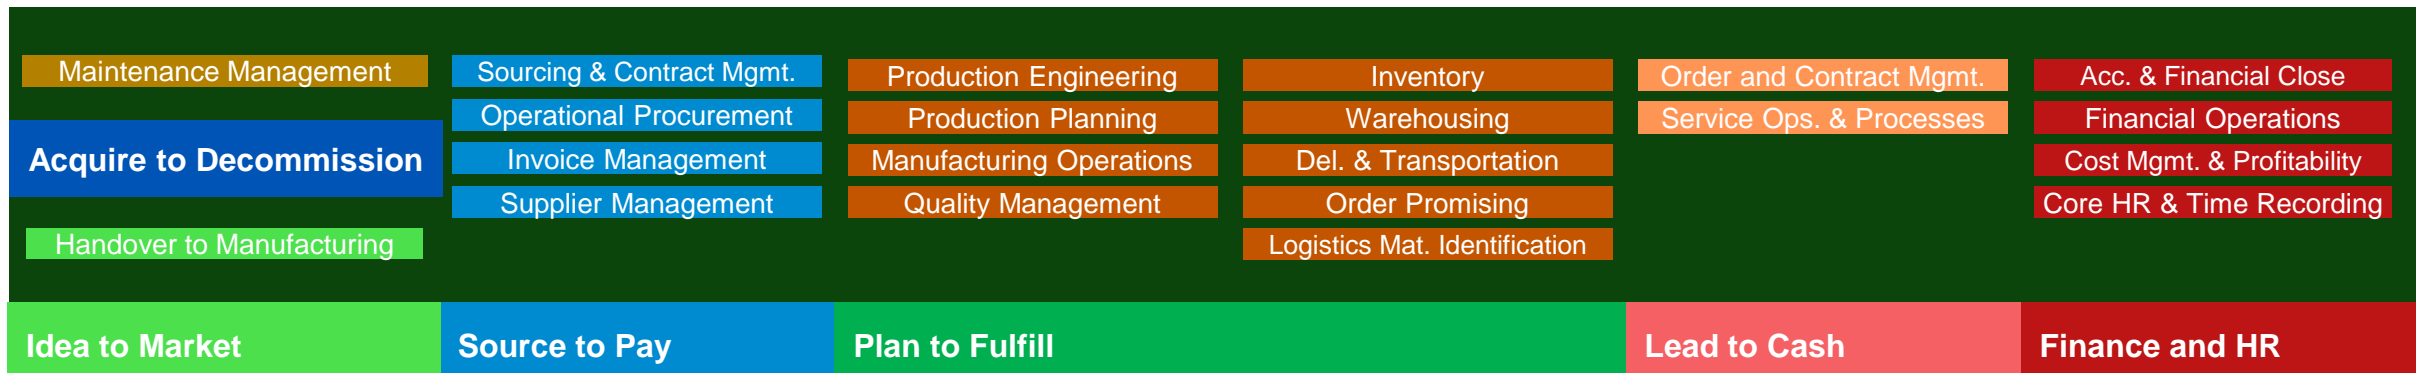 Maintenance Management
Acquire to Decommission
Handover to Manufacturing
Idea to Market
Sourcing & Contract Mgmt.
Operational Procurement
Invoice Management
Supplier Management
Source to Pay
Production Engineering
Production Planning
Manufacturing Operations
Quality Management
Inventory
Warehousing
Del. & Transportation
Order Promising
Logistics Mat. Identification
Plan to Fulfill
Order and Contract Mgmt.
Service Ops. & Processes
Lead to Cash
Acc. & Financial Close
Financial Operations
Cost Mgmt. & Profitability
Core HR & Time Recording
Finance and HR